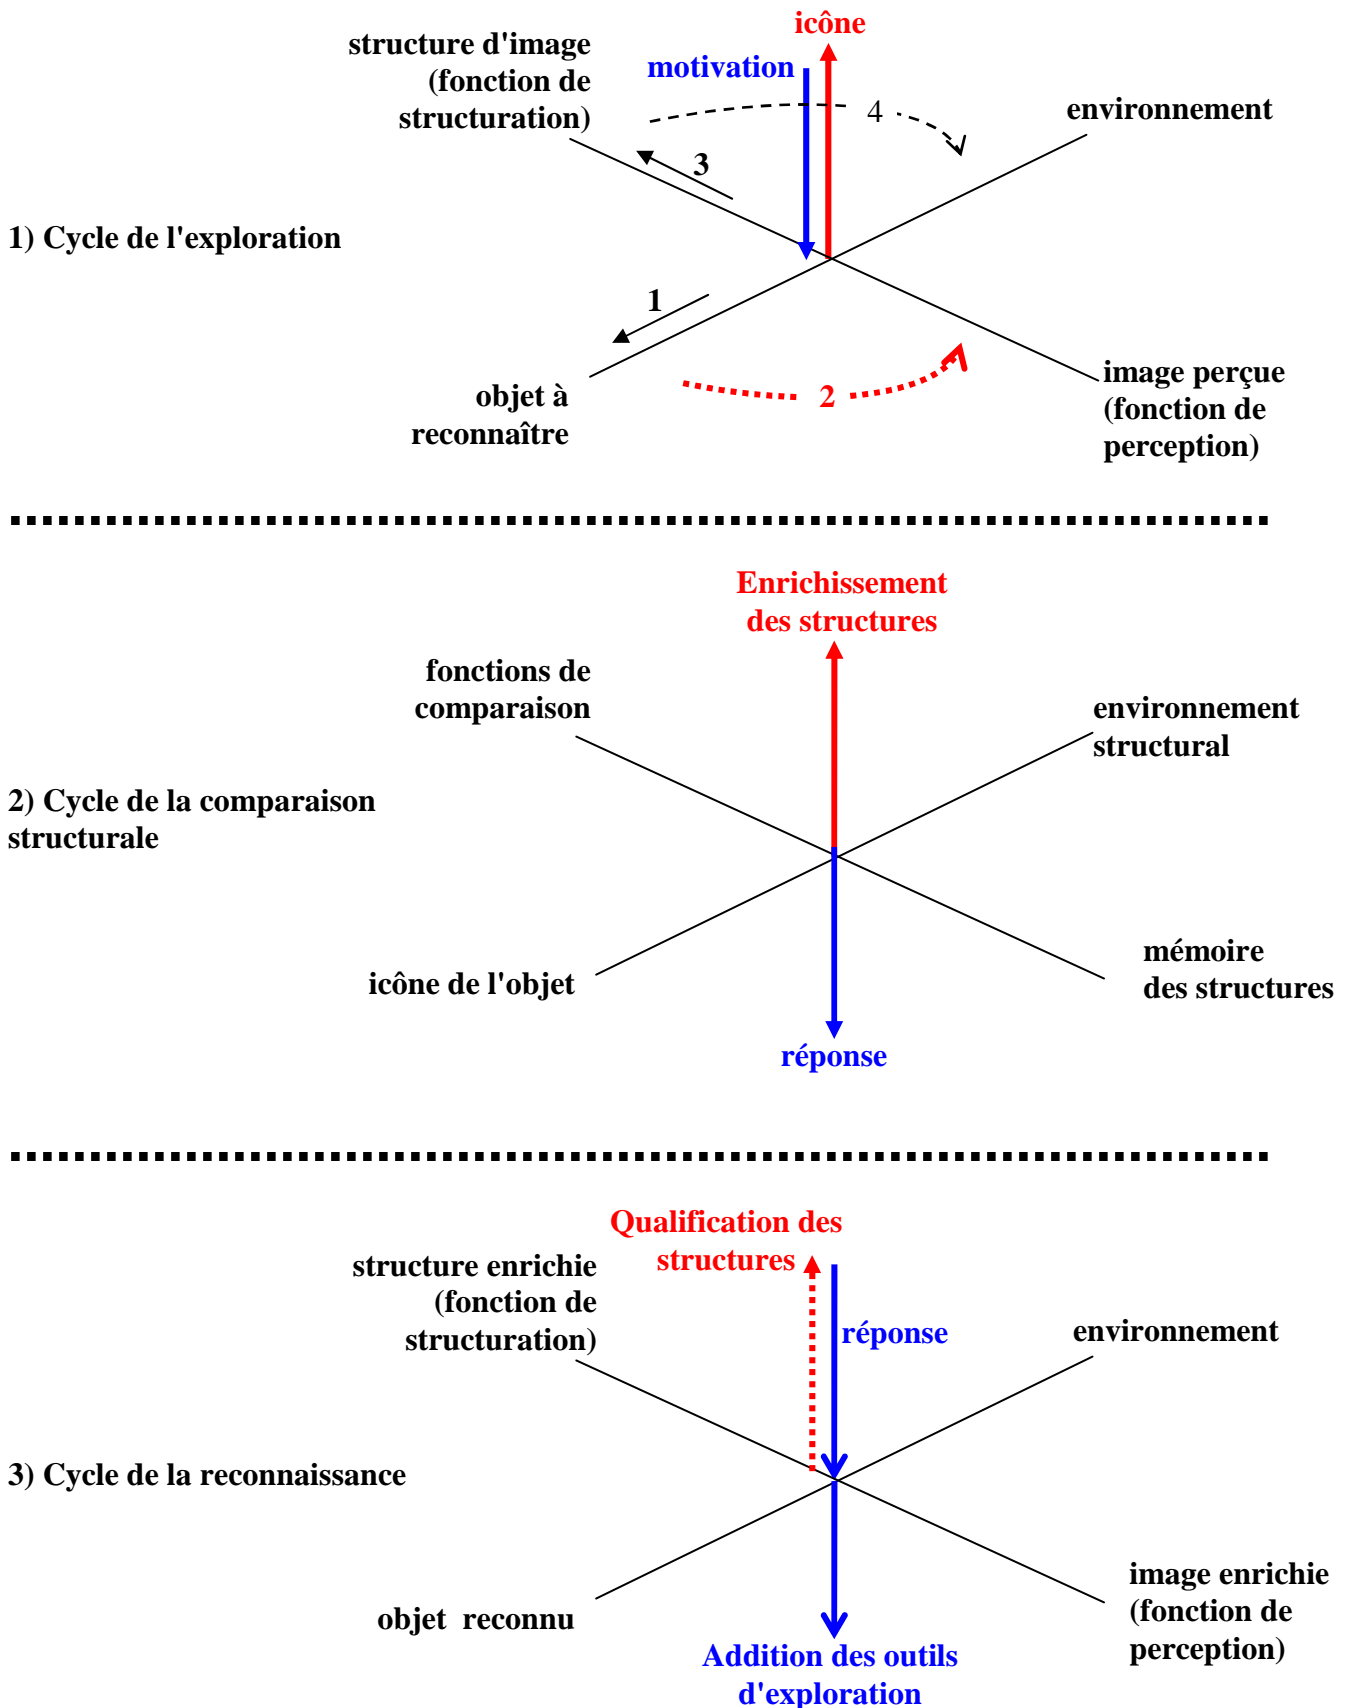 icône
structure d'image
(fonction de
structuration)
motivation
4
environnement
3
1) Cycle de l'exploration
1
objet à
reconnaître
2
image perçue
(fonction de
perception)
Enrichissement
des structures
fonctions de
comparaison
environnement
structural
2) Cycle de la comparaison
structurale
icône de l'objet
mémoire
des structures
réponse
Qualification des
structures
structure enrichie
(fonction de
structuration)
réponse
environnement
3) Cycle de la reconnaissance
objet  reconnu
image enrichie
(fonction de
perception)
Addition des outils
d'exploration